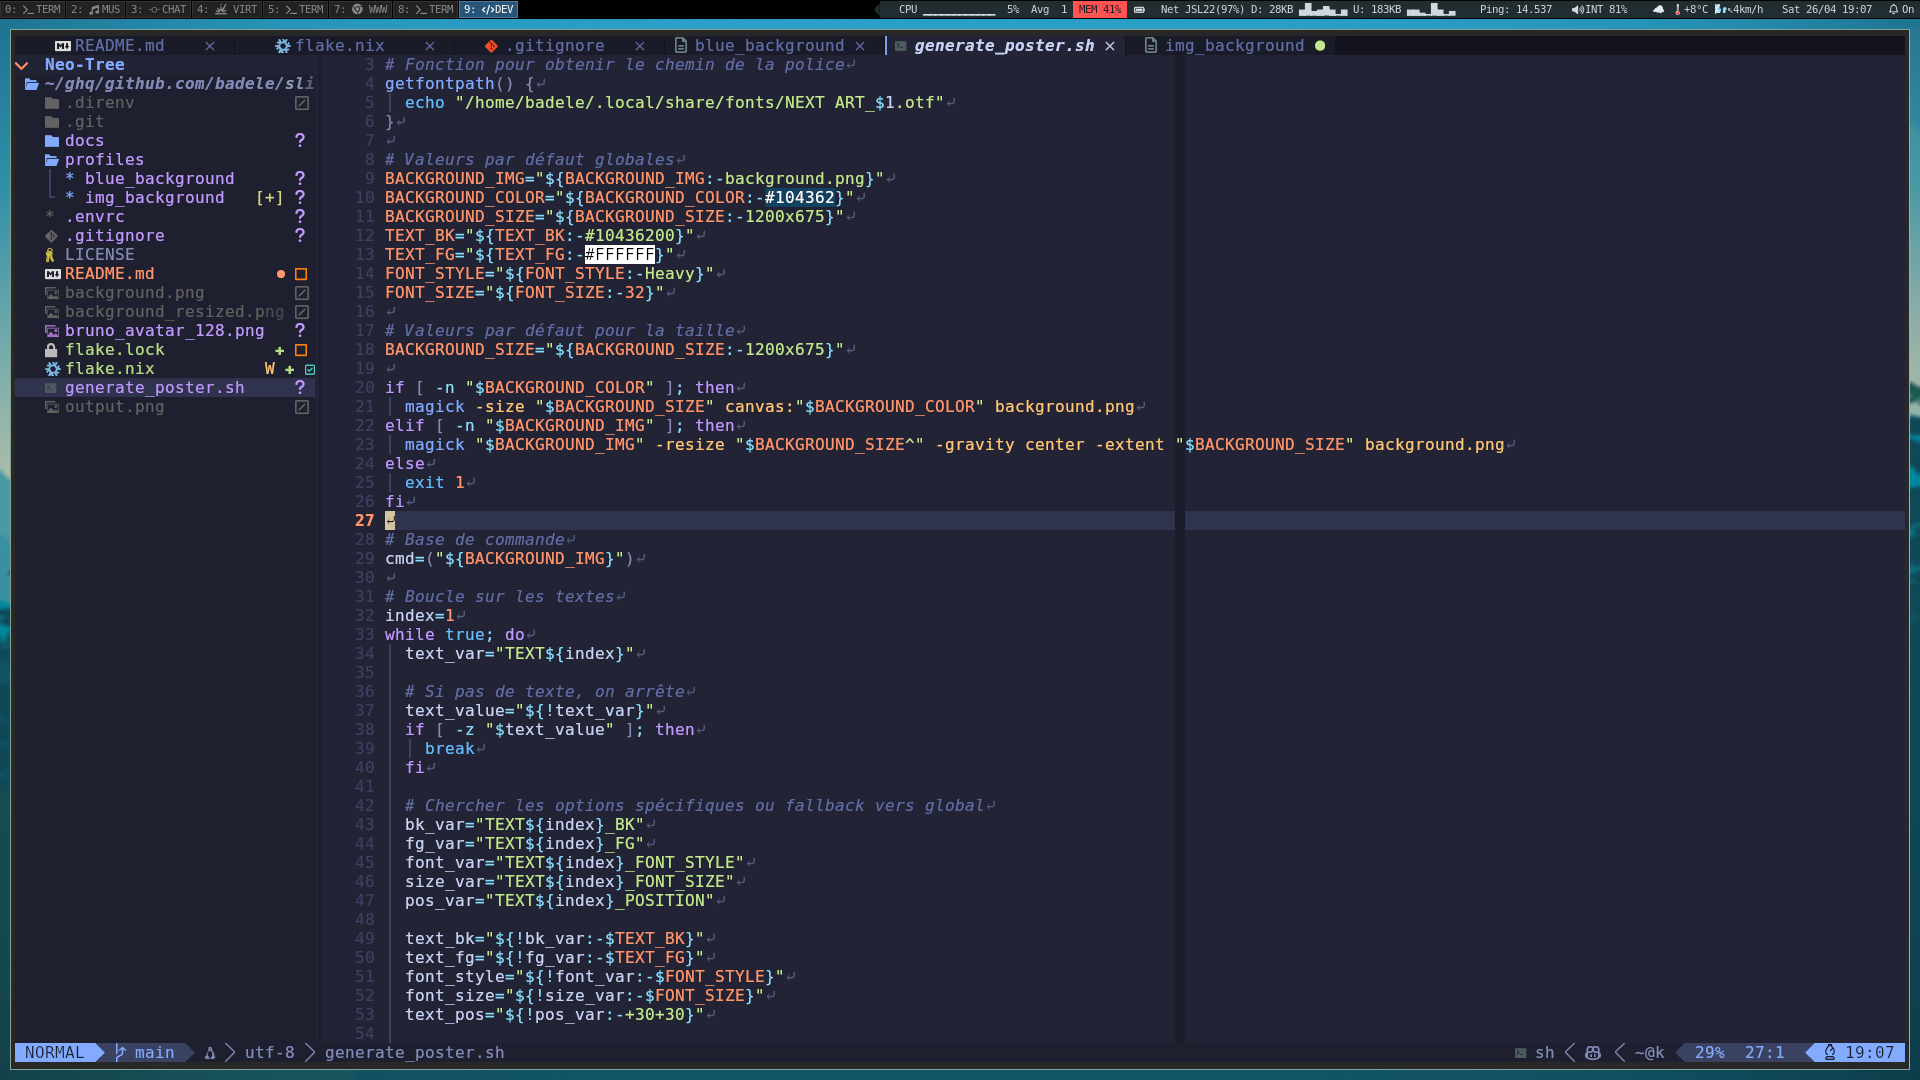 0: TERM 2: MUS 3: CHAT 4: VIRT 5: TERM 7: WWW 8: TERM 9: DEV CPU 5% Avg 1 MEM 41% Net JSL22(97%) D: 28KB U: 183KB Ping: 14.537 INT 81% +8°C 4km/h Sat 26/04 19:07 On
README.md × flake.nix × .gitignore × blue_background × generate_poster.sh × img_background ●
Neo-Tree
~/ghq/github.com/badele/sli
.direnv
.git
docs ?
profiles
* blue_background ?
* img_background [+] ?
* .envrc ?
.gitignore ?
LICENSE
README.md
background.png
background_resized.png
bruno_avatar_128.png ?
flake.lock +
flake.nix W +
generate_poster.sh ?
output.png
3 # Fonction pour obtenir le chemin de la police
4 getfontpath() {
5   echo "/home/badele/.local/share/fonts/NEXT ART_$1.otf"
6 }
7
8 # Valeurs par défaut globales
9 BACKGROUND_IMG="${BACKGROUND_IMG:-background.png}"
10 BACKGROUND_COLOR="${BACKGROUND_COLOR:-#104362}"
11 BACKGROUND_SIZE="${BACKGROUND_SIZE:-1200x675}"
12 TEXT_BK="${TEXT_BK:-#10436200}"
13 TEXT_FG="${TEXT_FG:-#FFFFFF}"
14 FONT_STYLE="${FONT_STYLE:-Heavy}"
15 FONT_SIZE="${FONT_SIZE:-32}"
16
17 # Valeurs par défaut pour la taille
18 BACKGROUND_SIZE="${BACKGROUND_SIZE:-1200x675}"
19
20 if [ -n "$BACKGROUND_COLOR" ]; then
21   magick -size "$BACKGROUND_SIZE" canvas:"$BACKGROUND_COLOR" background.png
22 elif [ -n "$BACKGROUND_IMG" ]; then
23   magick "$BACKGROUND_IMG" -resize "$BACKGROUND_SIZE^" -gravity center -extent "$BACKGROUND_SIZE" background.png
24 else
25   exit 1
26 fi
27
28 # Base de commande
29 cmd=("${BACKGROUND_IMG}")
30
31 # Boucle sur les textes
32 index=1
33 while true; do
34   text_var="TEXT${index}"
35
36   # Si pas de texte, on arrête
37   text_value="${!text_var}"
38   if [ -z "$text_value" ]; then
39     break
40   fi
41
42   # Chercher les options spécifiques ou fallback vers global
43   bk_var="TEXT${index}_BK"
44   fg_var="TEXT${index}_FG"
45   font_var="TEXT${index}_FONT_STYLE"
46   size_var="TEXT${index}_FONT_SIZE"
47   pos_var="TEXT${index}_POSITION"
48
49   text_bk="${!bk_var:-$TEXT_BK}"
50   text_fg="${!fg_var:-$TEXT_FG}"
51   font_style="${!font_var:-$FONT_STYLE}"
52   font_size="${!size_var:-$FONT_SIZE}"
53   text_pos="${!pos_var:-+30+30}"
54
NORMAL main utf-8 generate_poster.sh sh ~@k 29% 27:1 19:07